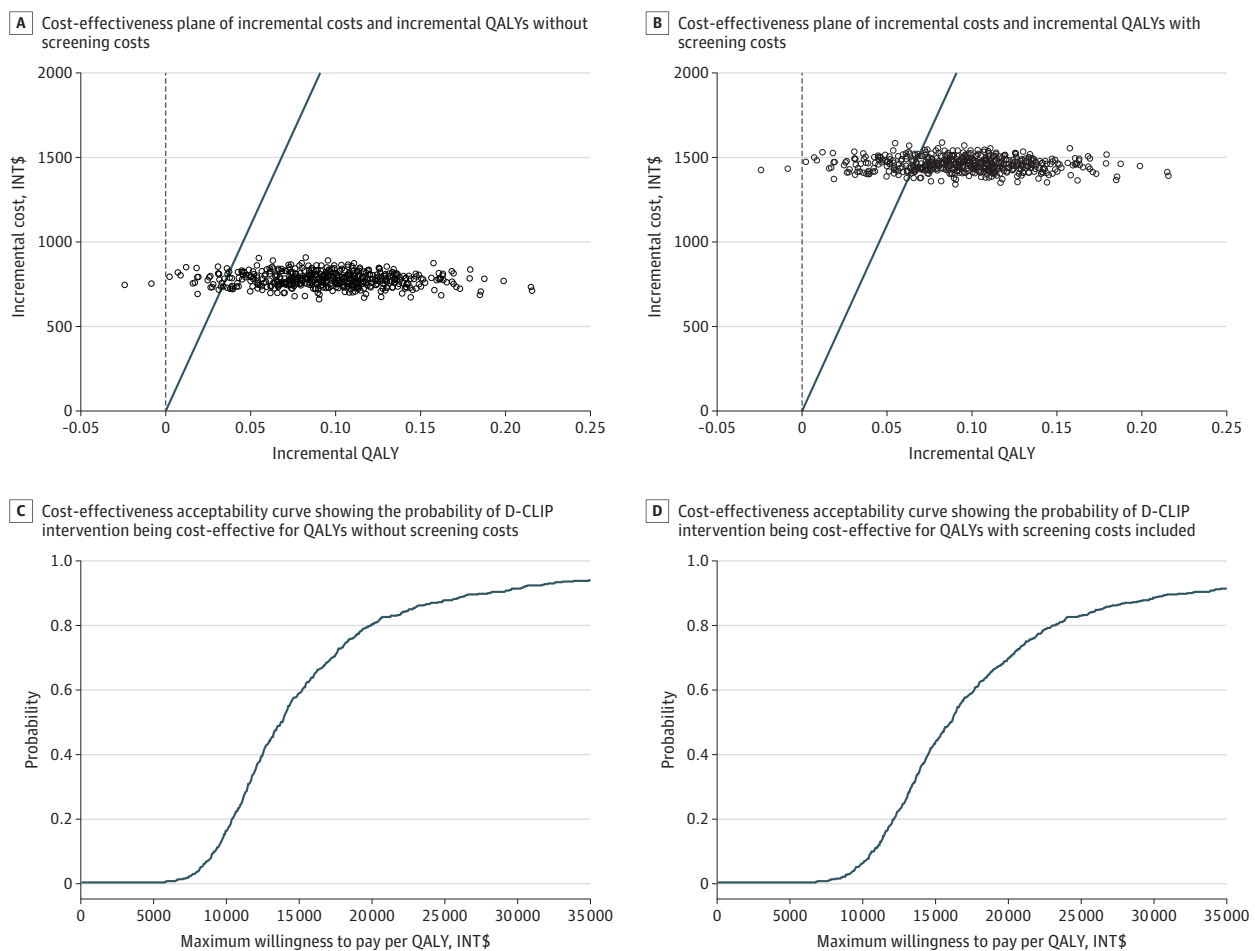 A Cost-effectiveness plane of incremental costs and incremental QALYs without
screening costs
2000
1500
1000
500
0
Incremental cost, INT$
-0.05 0 0.05 0.10 0.15 0.20 0.25
Incremental QALY
B Cost-effectiveness plane of incremental costs and incremental QALYs with
screening costs
2000
1500
1000
500
0
Incremental cost, INT$
-0.05 0 0.05 0.10 0.15 0.20 0.25
Incremental QALY
C Cost-effectiveness acceptability curve showing the probability of D-CLIP
intervention being cost-effective for QALYs without screening costs
1.0
0.8
0.6
0.4
0.2
0
Probability
0 5000 10000 15000 20000 25000 30000 35000
Maximum willingness to pay per QALY, INT$
D Cost-effectiveness acceptability curve showing the probability of D-CLIP
intervention being cost-effective for QALYs with screening costs included
1.0
0.8
0.6
0.4
0.2
0
Probability
0 5000 10000 15000 20000 25000 30000 35000
Maximum willingness to pay per QALY, INT$